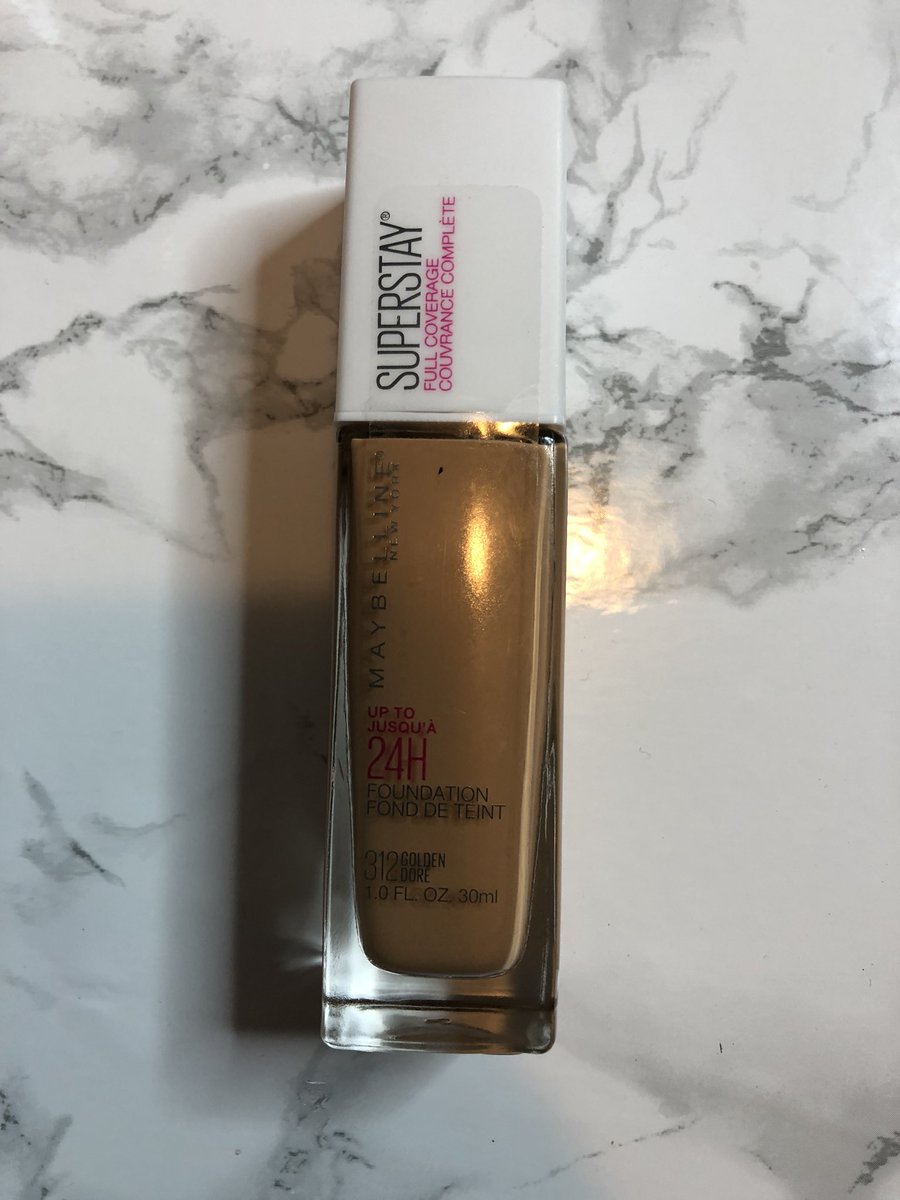 SUPERSTAY®
FULL COVERAGE
COUVRANCE COMPLÈTE
MAYBELLINE®
NEW YORK
UP TO
JUSQU'À
24H
FOUNDATION
FOND DE TEINT
312 GOLDEN
DORÉ
1.0 FL. OZ. 30ml